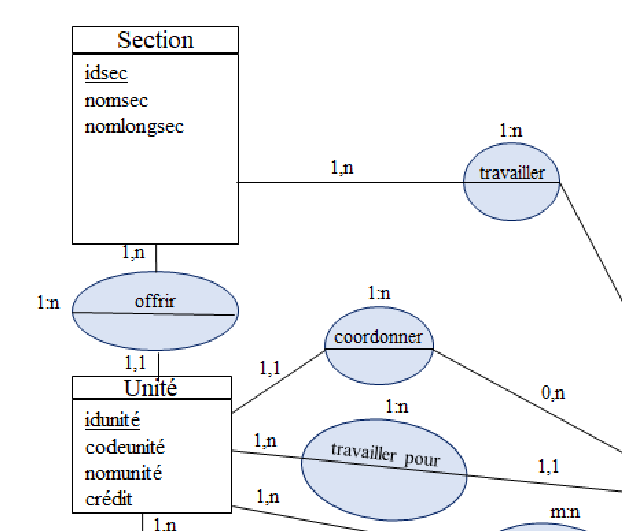 Section
idsec
nomsec
nomlongsec
1:n
travailler
1,n
1,n
1:n
offrir
1:n
coordonner
1,1
Unité
1,1
0,n
idunité
codeunité
nomunité
crédit
1:n
1,n
travailler pour
1,1
1,n
m:n
1,n